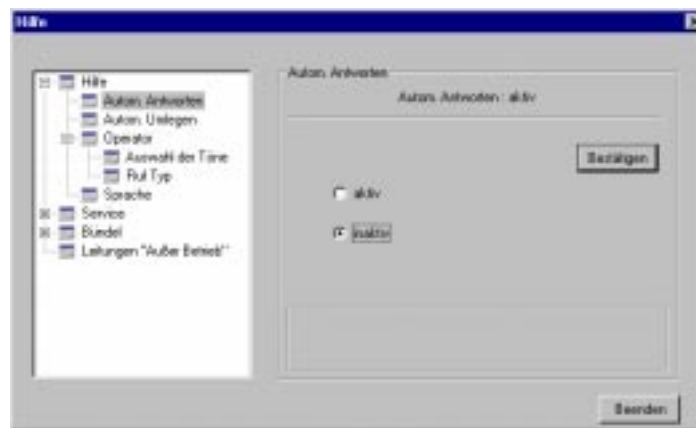 Hilfe
Hilfe
Autom. Antworten
Autom. Umlegen
Operator
Auswahl der Töne
Ruf Typ
Sprache
Service
Bündel
Leitungen "Außer Betrieb"
Autom. Antworten
Autom. Antworten : aktiv
Bestätigen
aktiv
inaktiv
Beenden